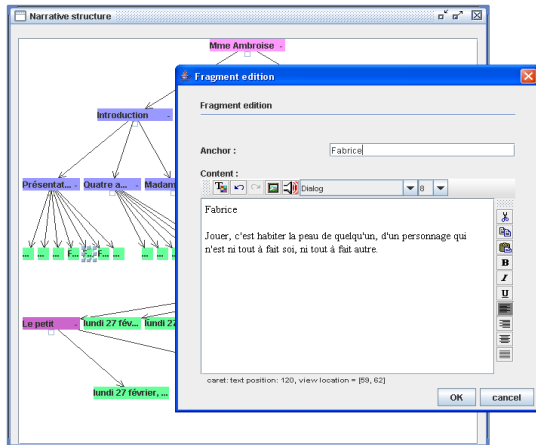 Narrative structure
Mme Ambroise -
Fragment edition
Fragment edition
Introduction -
Anchor :
Fabrice
Content :
Dialog
8
Présentat... -
Quatre a... -
Madam
Fabrice
Jouer, c'est habiter la peau de quelqu'un, d'un personnage qui
n'est ni tout à fait soi, ni tout à fait autre.
B
I
U
...
...
...
F...
F...
...
...
...
...
Le petit -
lundi 27 fév...
lundi 27
lundi 27 février, ...
caret: text position: 120, view location = [59, 62]
OK
cancel